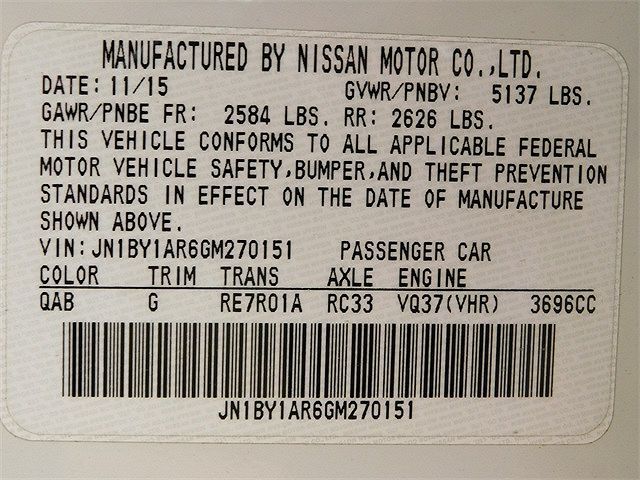 MANUFACTURED BY NISSAN MOTOR CO.,LTD.
DATE: 11/15 GVWR/PNBV: 5137 LBS.
GAWR/PNBE FR: 2584 LBS. RR: 2626 LBS.
THIS VEHICLE CONFORMS TO ALL APPLICABLE FEDERAL
MOTOR VEHICLE SAFETY,BUMPER,AND THEFT PREVENTION
STANDARDS IN EFFECT ON THE DATE OF MANUFACTURE
SHOWN ABOVE.
VIN: JN1BY1AR6GM270151 PASSENGER CAR
COLOR TRIM TRANS AXLE ENGINE
QAB G RE7R01A RC33 VQ37(VHR) 3696CC
JN1BY1AR6GM270151